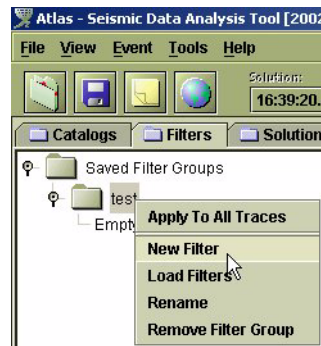 Atlas - Seismic Data Analysis Tool [2002
File View Event Tools Help
Solution:
16:39:20.
Catalogs Filters Solution
Saved Filter Groups
test
Empt
Apply To All Traces
New Filter
Load Filters
Rename
Remove Filter Group